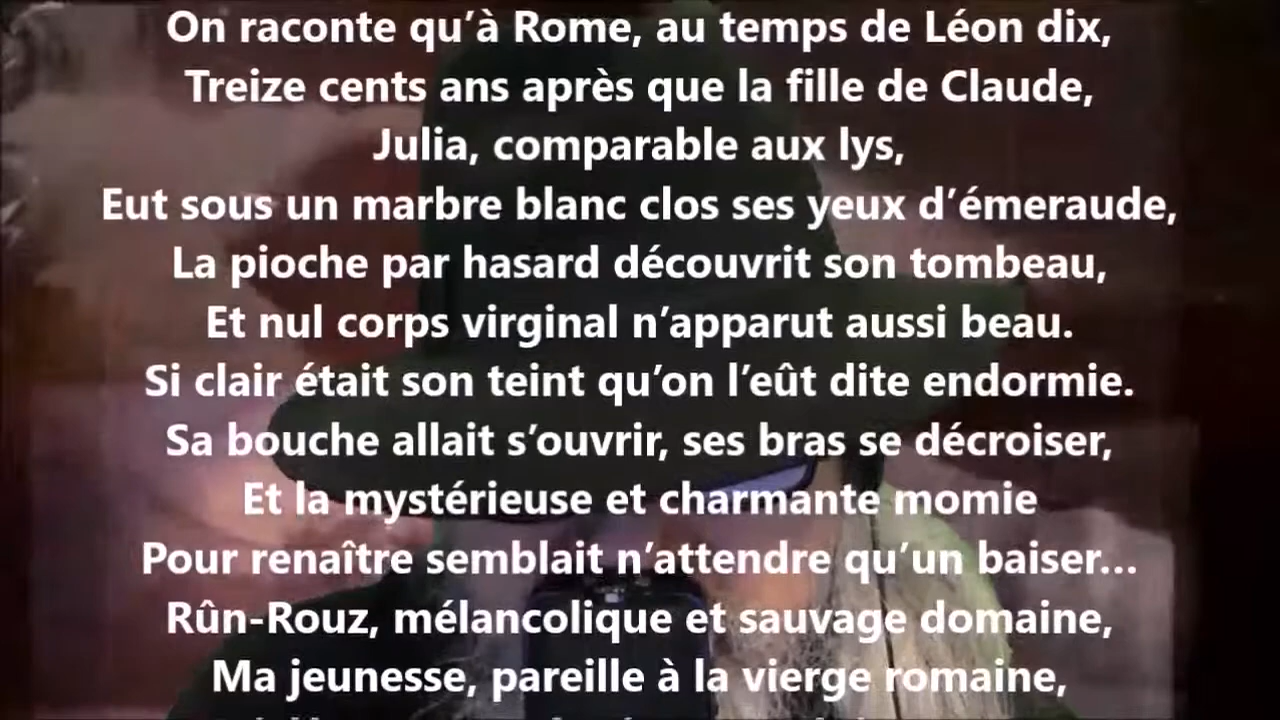 On raconte qu’à Rome, au temps de Léon dix,
Treize cents ans après que la fille de Claude,
Julia, comparable aux lys,
Eut sous un marbre blanc clos ses yeux d’émeraude,
La pioche par hasard découvrit son tombeau,
Et nul corps virginal n’apparut aussi beau.
Si clair était son teint qu’on l’eût dite endormie.
Sa bouche allait s’ouvrir, ses bras se décroiser,
Et la mystérieuse et charmante momie
Pour renaître semblait n’attendre qu’un baiser…
Rûn-Rouz, mélancolique et sauvage domaine,
Ma jeunesse, pareille à la vierge romaine,